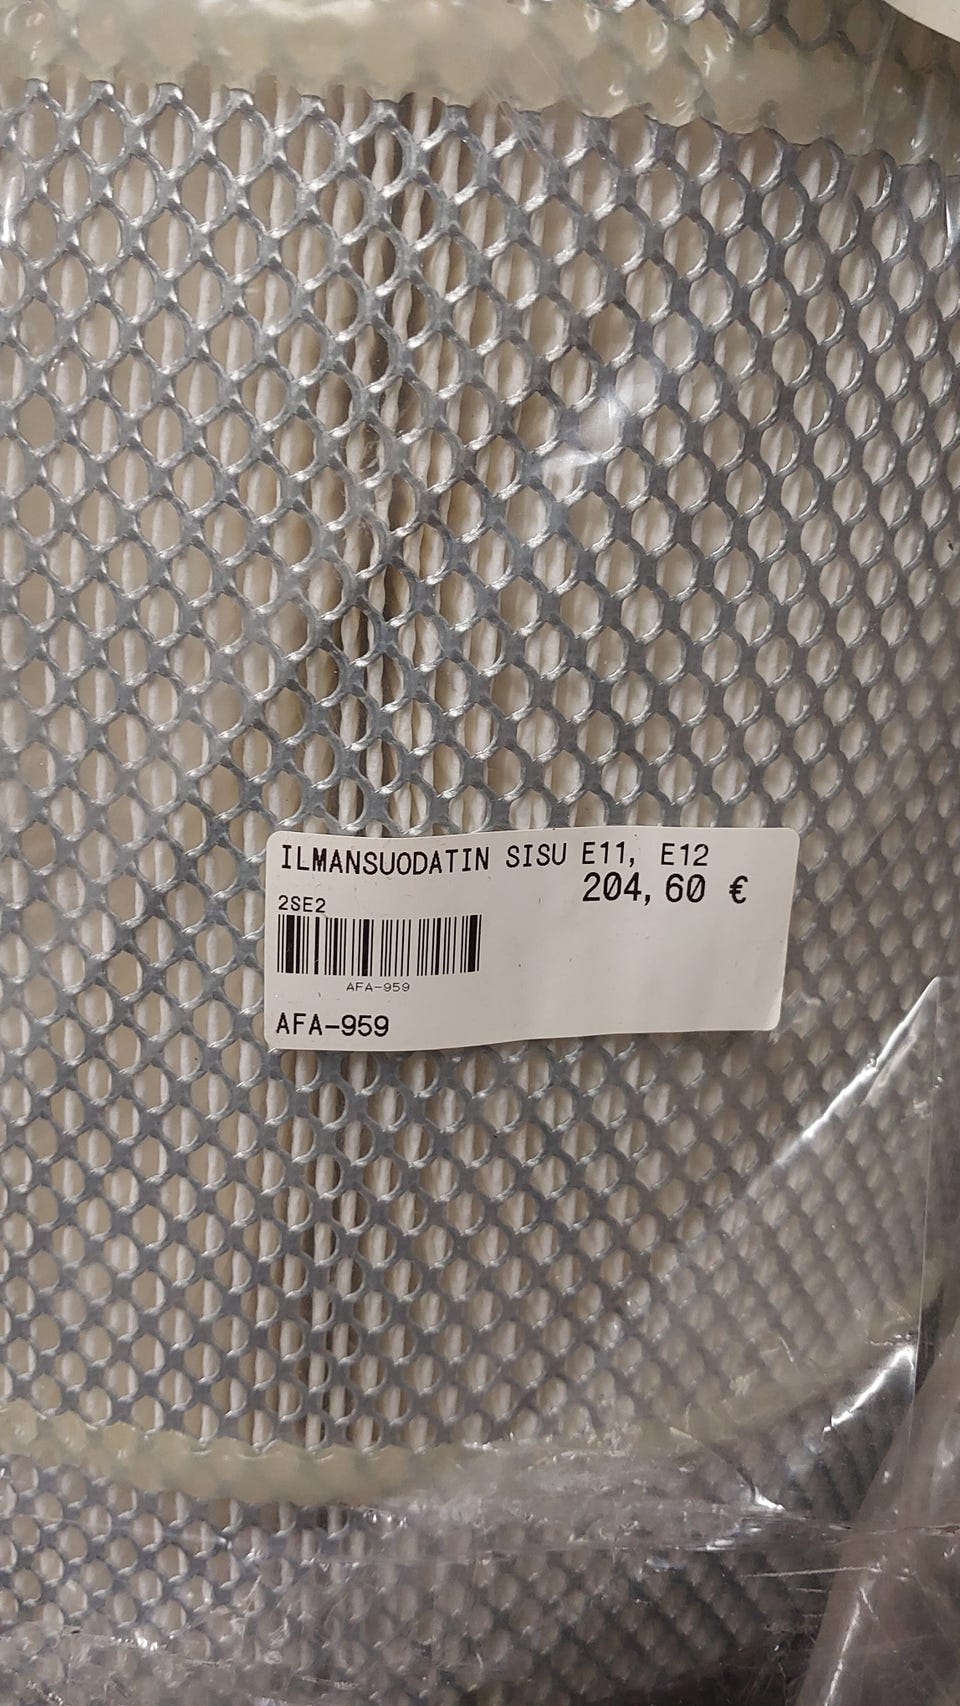 ILMANSUODATIN SISU E11, E12
204,60 €
2SE2
AFA-959
AFA-959